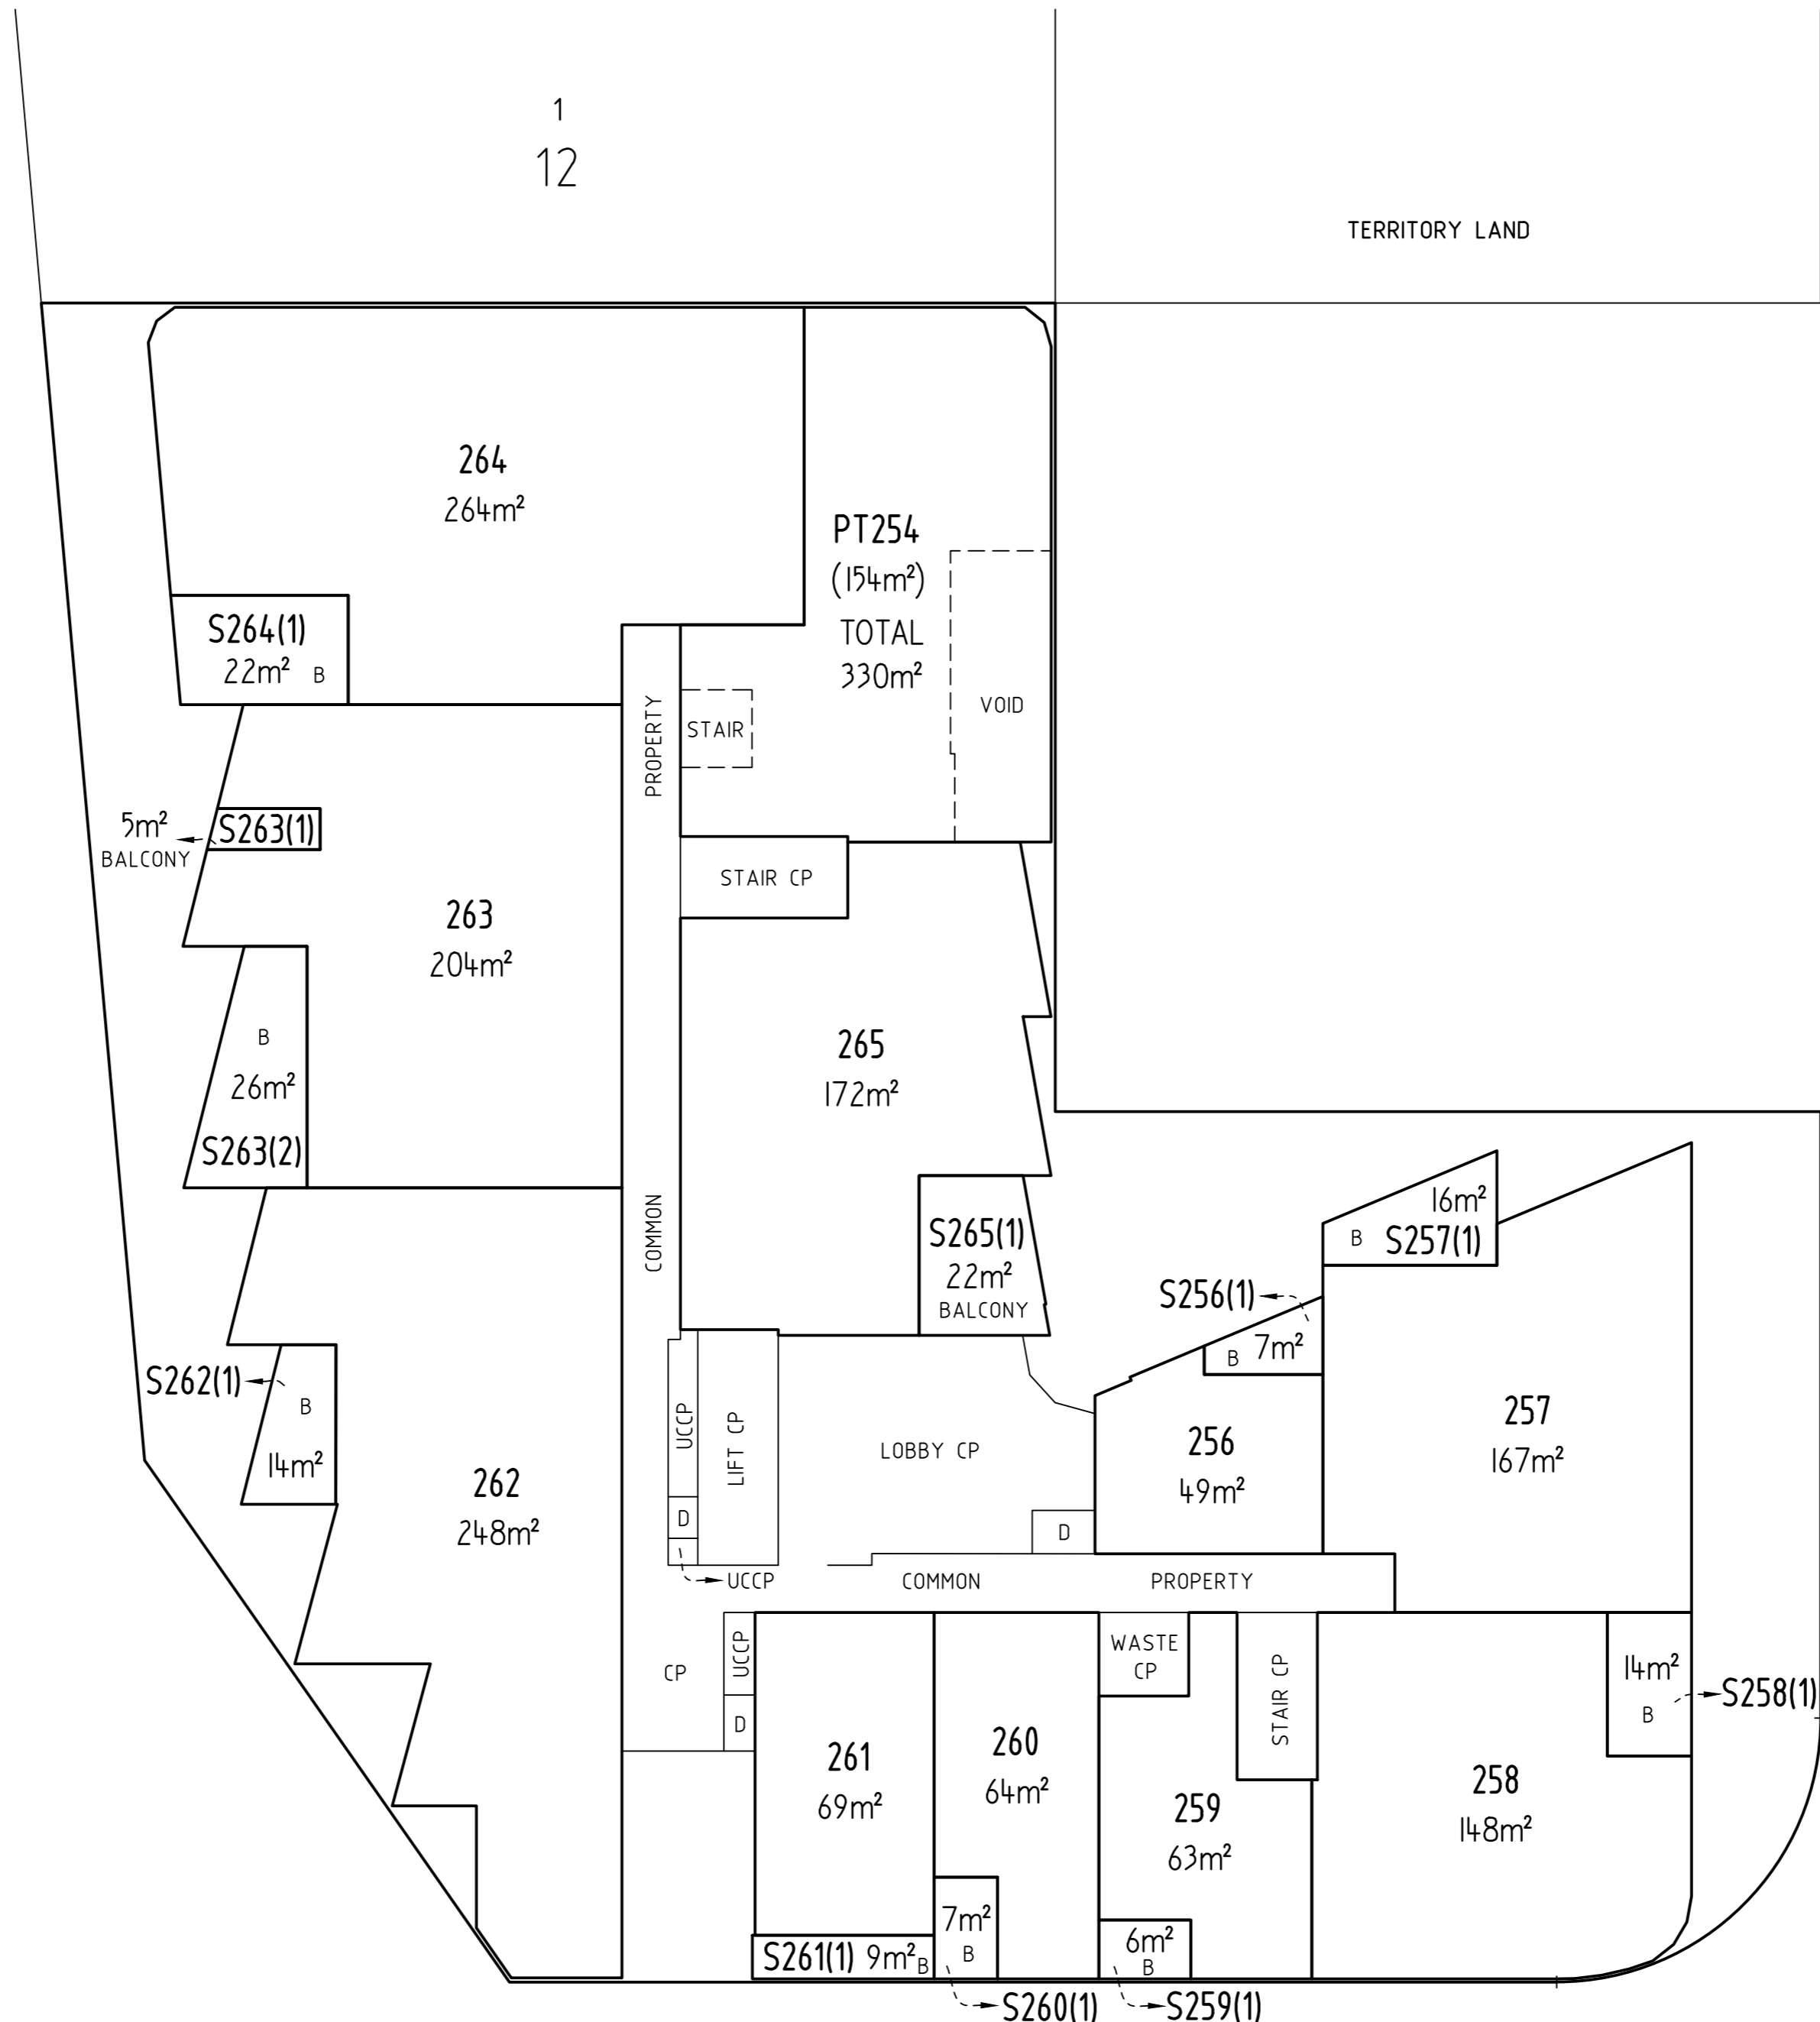 1
12
TERRITORY LAND
264
264m²
PT254
(154m²)
TOTAL
330m²
S264(1)
22m² B
PROPERTY
STAIR
VOID
5m²
BALCONY
S263(1)
STAIR CP
263
204m²
B
26m²
S263(2)
265
172m²
COMMON
S265(1)
22m²
BALCONY
16m²
B S257(1)
S256(1)
B 7m²
S262(1)
B
14m²
262
248m²
UCCP
LIFT CP
LOBBY CP
256
49m²
257
167m²
D
D
UCCP
COMMON
PROPERTY
CP
UCCP
D
WASTE
CP
STAIR CP
14m²
B
S258(1)
261
69m²
260
64m²
259
63m²
258
148m²
S261(1) 9m² B
7m²
B
6m²
B
S260(1)
S259(1)